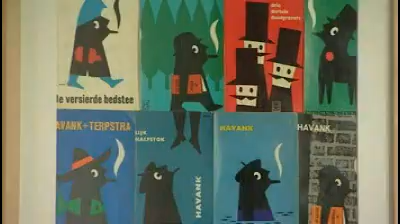 de versierde bedstee
HAVANK + TERPSTRA
LIJK
HALFSTOK
HAVANK
HAVANK
HAVANK